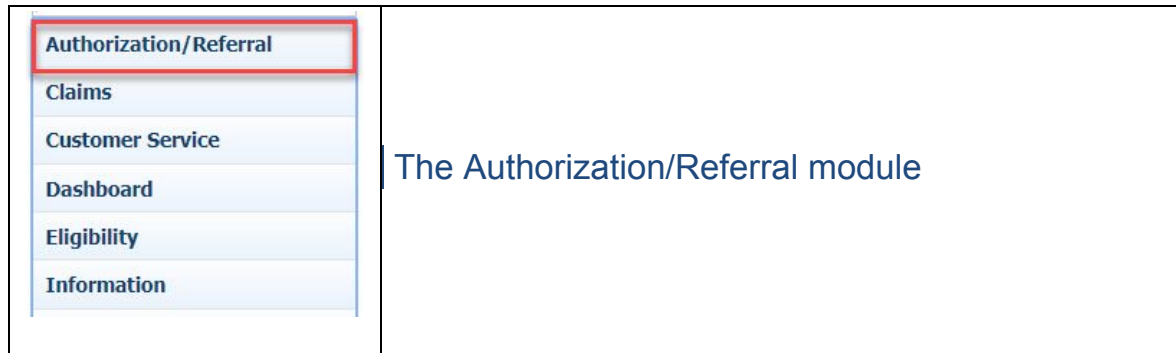 Authorization/Referral
Claims
Customer Service
Dashboard
Eligibility
Information
The Authorization/Referral module